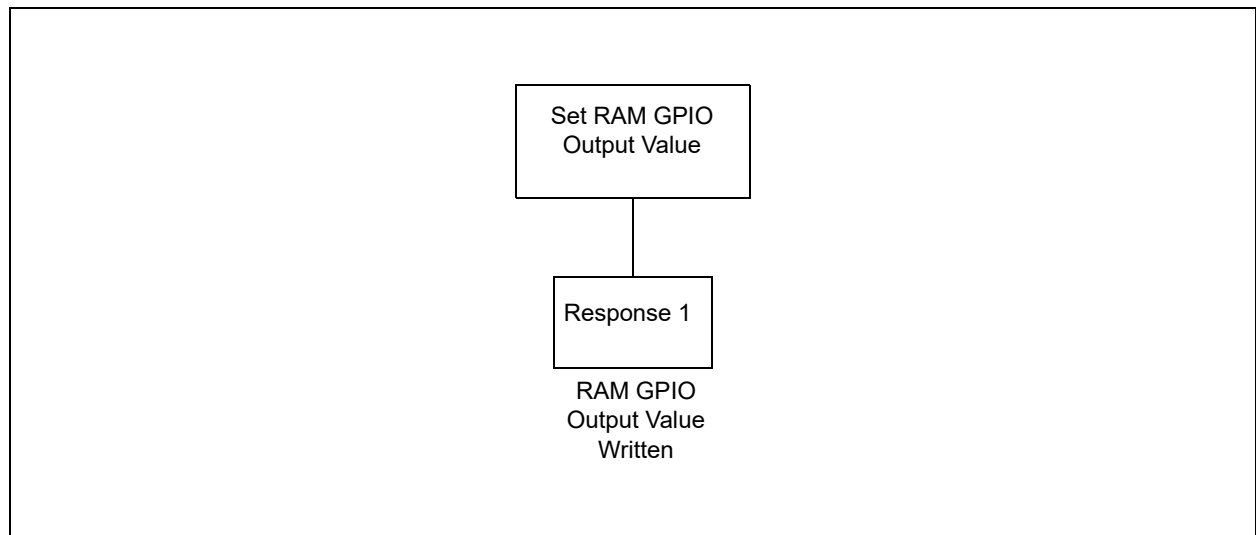 Set RAM GPIO
Output Value
Response 1
RAM GPIO
Output Value
Written